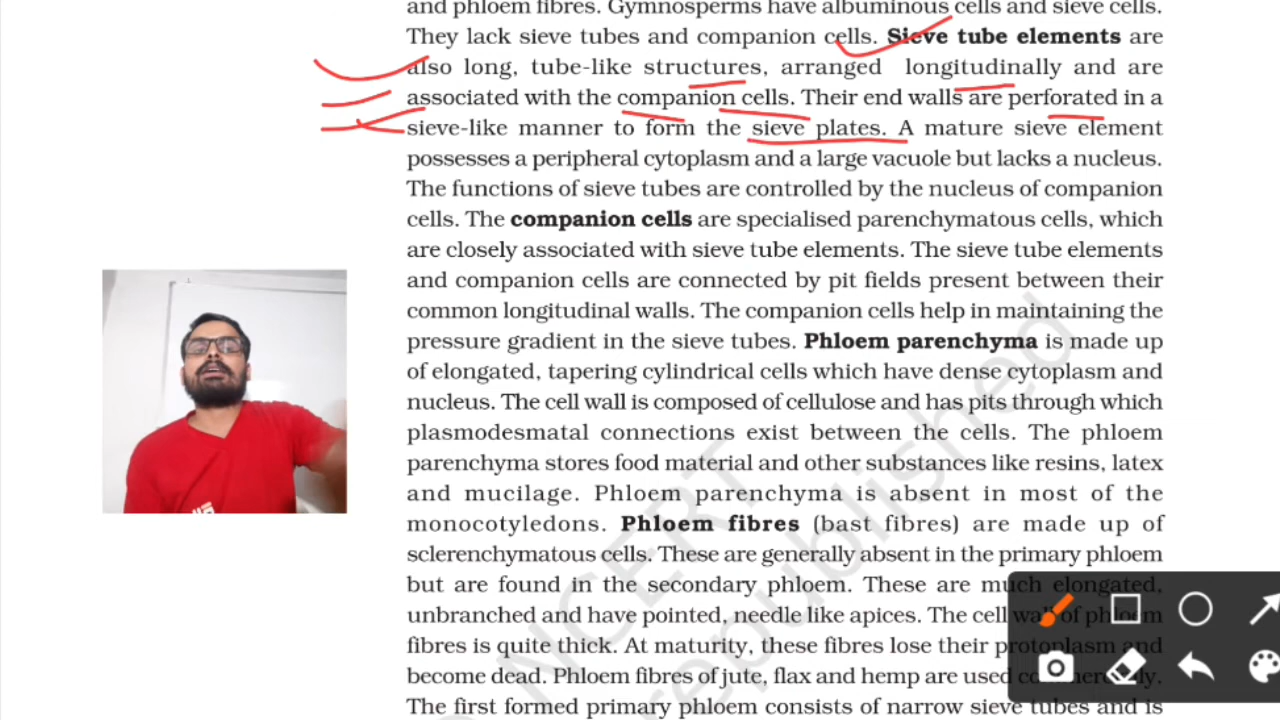 and phloem fibres. Gymnosperms have albuminous cells and sieve cells.
They lack sieve tubes and companion cells. Sieve tube elements are
also long, tube-like structures, arranged longitudinally and are
associated with the companion cells. Their end walls are perforated in a
sieve-like manner to form the sieve plates. A mature sieve element
possesses a peripheral cytoplasm and a large vacuole but lacks a nucleus.
The functions of sieve tubes are controlled by the nucleus of companion
cells. The companion cells are specialised parenchymatous cells, which
are closely associated with sieve tube elements. The sieve tube elements
and companion cells are connected by pit fields present between their
common longitudinal walls. The companion cells help in maintaining the
pressure gradient in the sieve tubes. Phloem parenchyma is made up
of elongated, tapering cylindrical cells which have dense cytoplasm and
nucleus. The cell wall is composed of cellulose and has pits through which
plasmodesmatal connections exist between the cells. The phloem
parenchyma stores food material and other substances like resins, latex
and mucilage. Phloem parenchyma is absent in most of the
monocotyledons. Phloem fibres (bast fibres) are made up of
sclerenchymatous cells. These are generally absent in the primary phloem
but are found in the secondary phloem. These are much elongated,
unbranched and have pointed, needle like apices. The cell wall of phloem
fibres is quite thick. At maturity, these fibres lose their protoplasm and
become dead. Phloem fibres of jute, flax and hemp are used
The first formed primary phloem consists of narrow sieve tubes and is
NCERT
republished